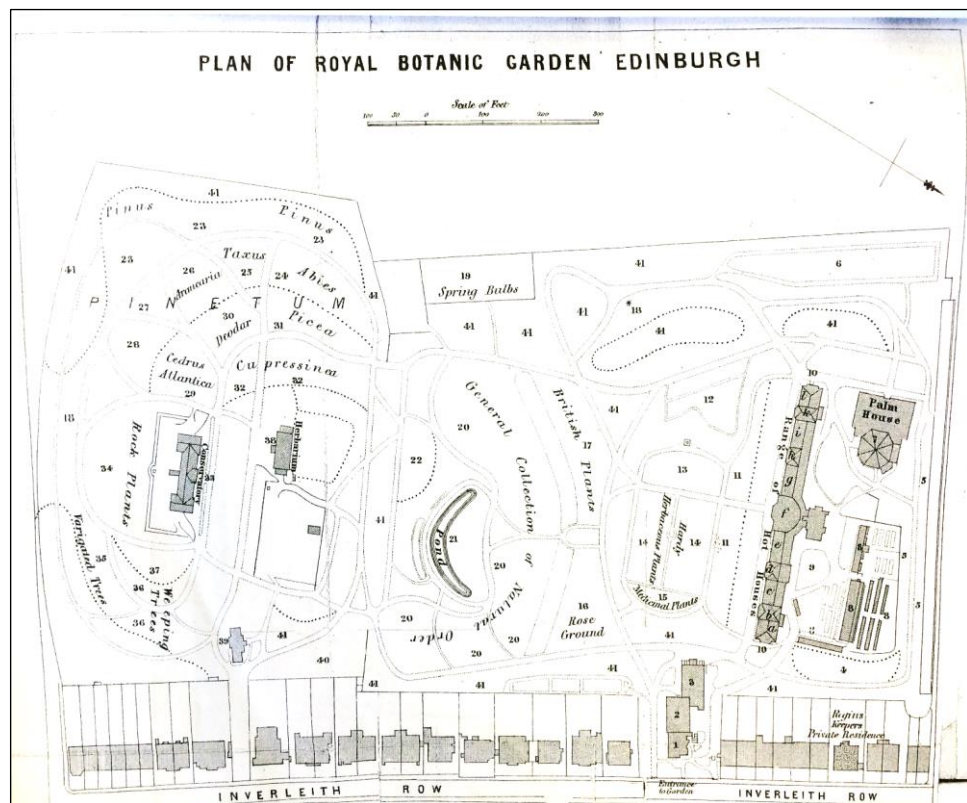 PLAN OF ROYAL BOTANIC GARDEN EDINBURGH
Scale of Feet
100 50 0 100 200 300
41
Pinus
Pinus
23
23
23
41
Taxus
26
25
24
Abies
Araucaria
41
PINETUM
27
30
Deodar
31
Picea
28
Cedrus
Atlantica
29
Cupressinea
32
32
19
Spring Bulbs
41
6
18
41
41
41
41
41
10
18
Rock Plants
34
Conservatory
33
38
Herbarium
22
20
General
Collection of
Natural
Order
British
Plants
17
41
12
13
11
Range of
Hot Houses
l
k
i
h
g
f
e
d
c
b
a
Palm
House
7
5
Variegated Trees
35
37
36
36
Weeping
Trees
41
Pond
21
20
14
Herbaceous Plants
Hardy
14
11
9
8
8
8
5
5
15
Medicinal Plants
16
Rose
Ground
20
20
20
39
41
40
41
41
41
41
10
4
41
3
2
1
Regius
Keepers
Private Residence
Entrance
to Garden
INVERLEITH ROW
INVERLEITH ROW